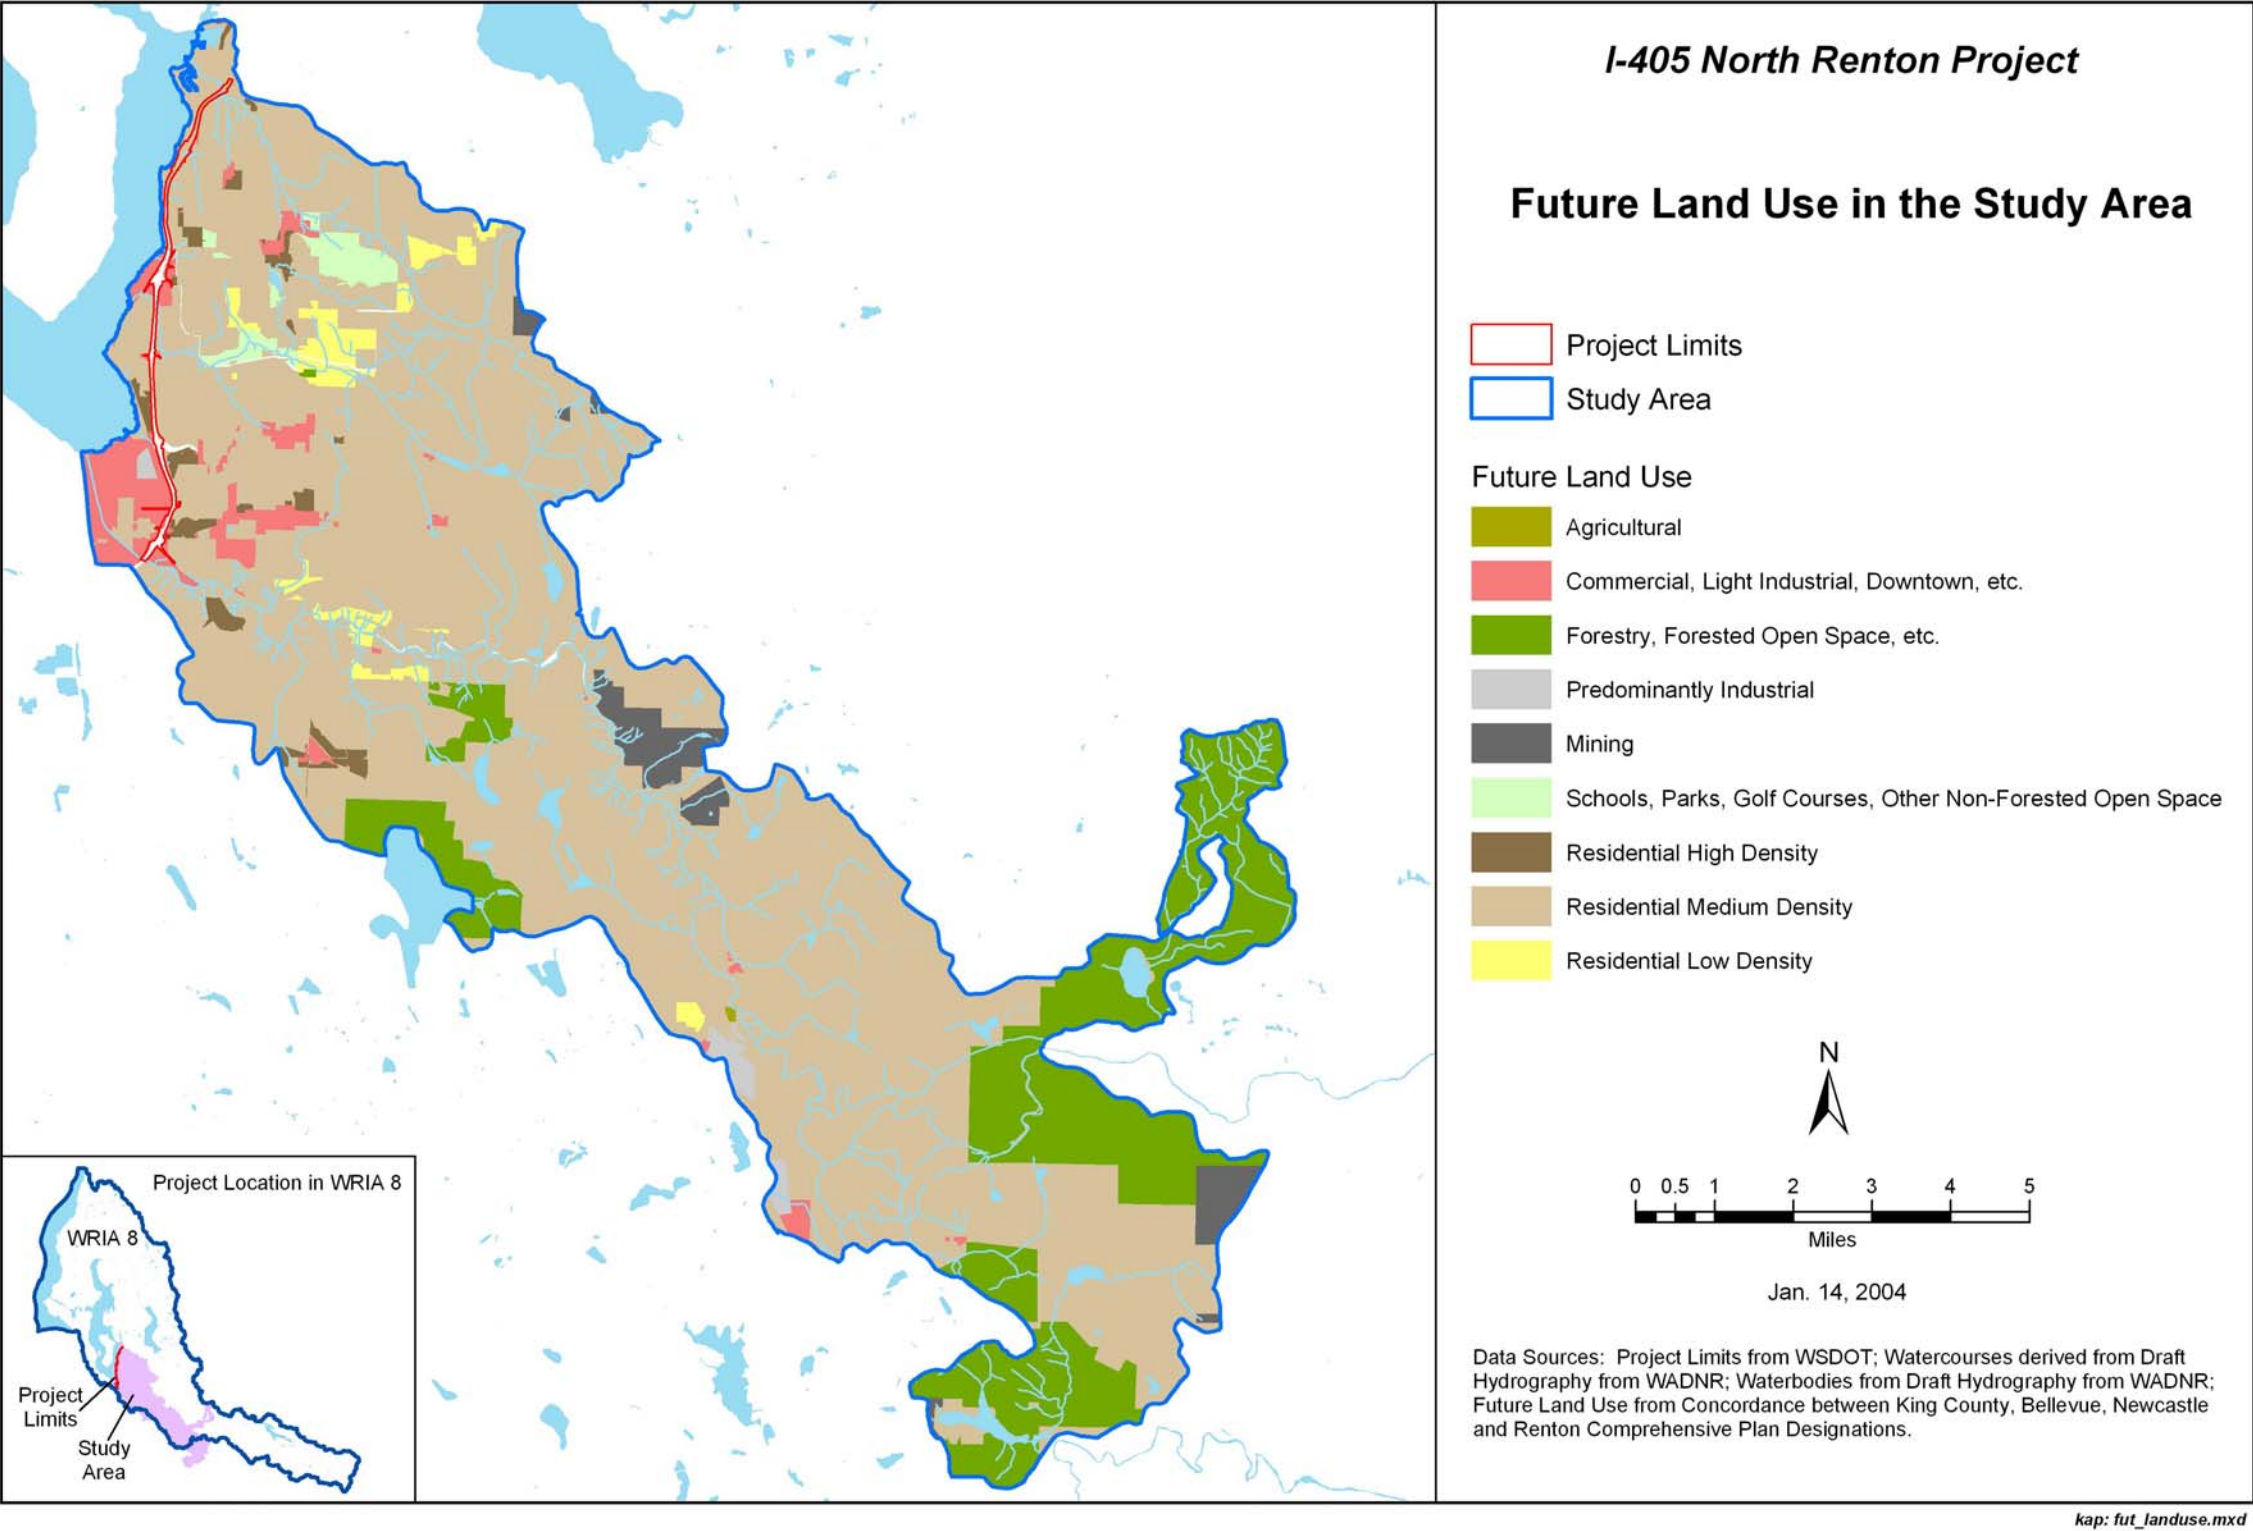 I-405 North Renton Project
Future Land Use in the Study Area
Project Limits
Study Area
Future Land Use
Agricultural
Commercial, Light Industrial, Downtown, etc.
Forestry, Forested Open Space, etc.
Predominantly Industrial
Mining
Schools, Parks, Golf Courses, Other Non-Forested Open Space
Residential High Density
Residential Medium Density
Residential Low Density
N
0 0.5 1 2 3 4 5
Miles
Jan. 14, 2004
Data Sources: Project Limits from WSDOT; Watercourses derived from Draft
Hydrography from WADNR; Waterbodies from Draft Hydrography from WADNR;
Future Land Use from Concordance between King County, Bellevue, Newcastle
and Renton Comprehensive Plan Designations.
Project Location in WRIA 8
WRIA 8
Project
Limits
Study
Area
kap: fut_landuse.mxd